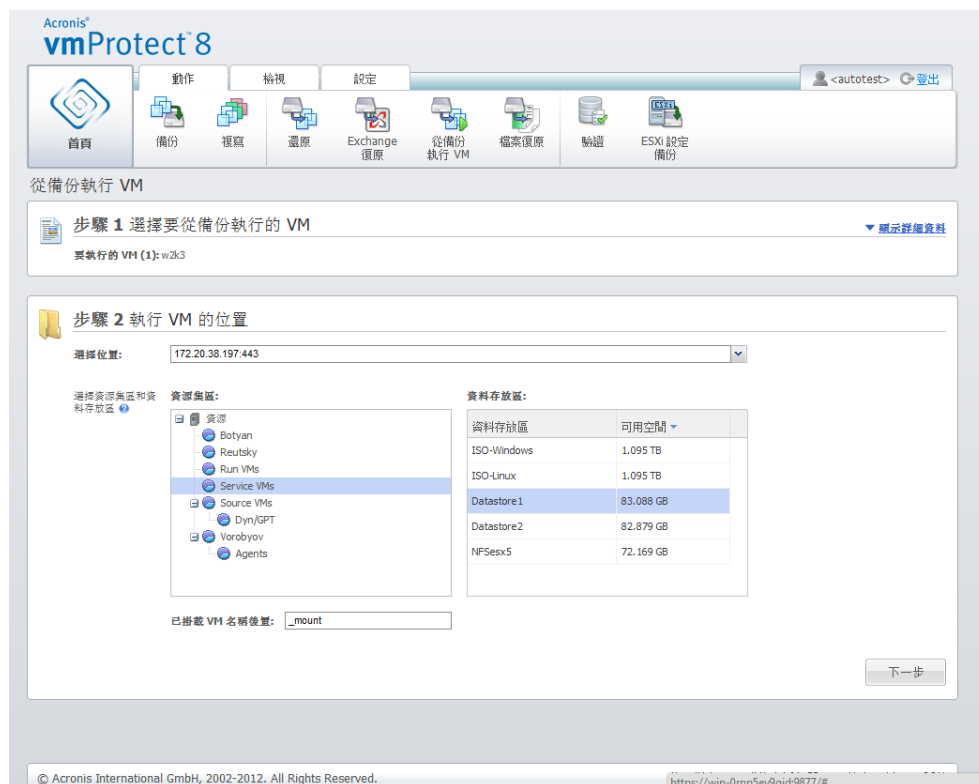 Acronis®
vmProtect™8
動作 檢視 設定
<autotest> 登出
首頁
備份 複寫 還原 Exchange 復原 從備份 執行 VM 檔案復原 驗證 ESXi 設定 備份
從備份執行 VM
步驟 1 選擇要從備份執行的 VM
顯示詳細資料
要執行的 VM (1): w2k3
步驟 2 執行 VM 的位置
選擇位置: 172.20.38.197:443
選擇資源集區和資
料存放區
資源集區:
資源
Botyan
Reutsky
Run VMs
Service VMs
Source VMs
Dyn/GPT
Vorobyov
Agents
資料存放區:
資料存放區 可用空間
ISO-Windows 1.095 TB
ISO-Linux 1.095 TB
Datastore1 83.088 GB
Datastore2 82.879 GB
NFSesx5 72.169 GB
已掛載 VM 名稱後置: _mount
下一步
© Acronis International GmbH, 2002-2012. All Rights Reserved.